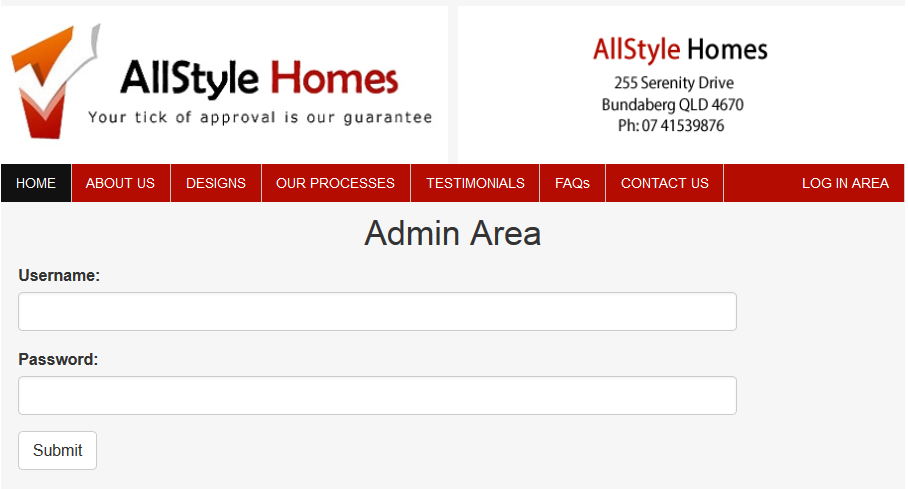 AllStyle Homes
Your tick of approval is our guarantee
AllStyle Homes
255 Serenity Drive
Bundaberg QLD 4670
Ph: 07 41539876
HOME ABOUT US DESIGNS OUR PROCESSES TESTIMONIALS FAQs CONTACT US LOG IN AREA
Admin Area
Username:
Password:
Submit